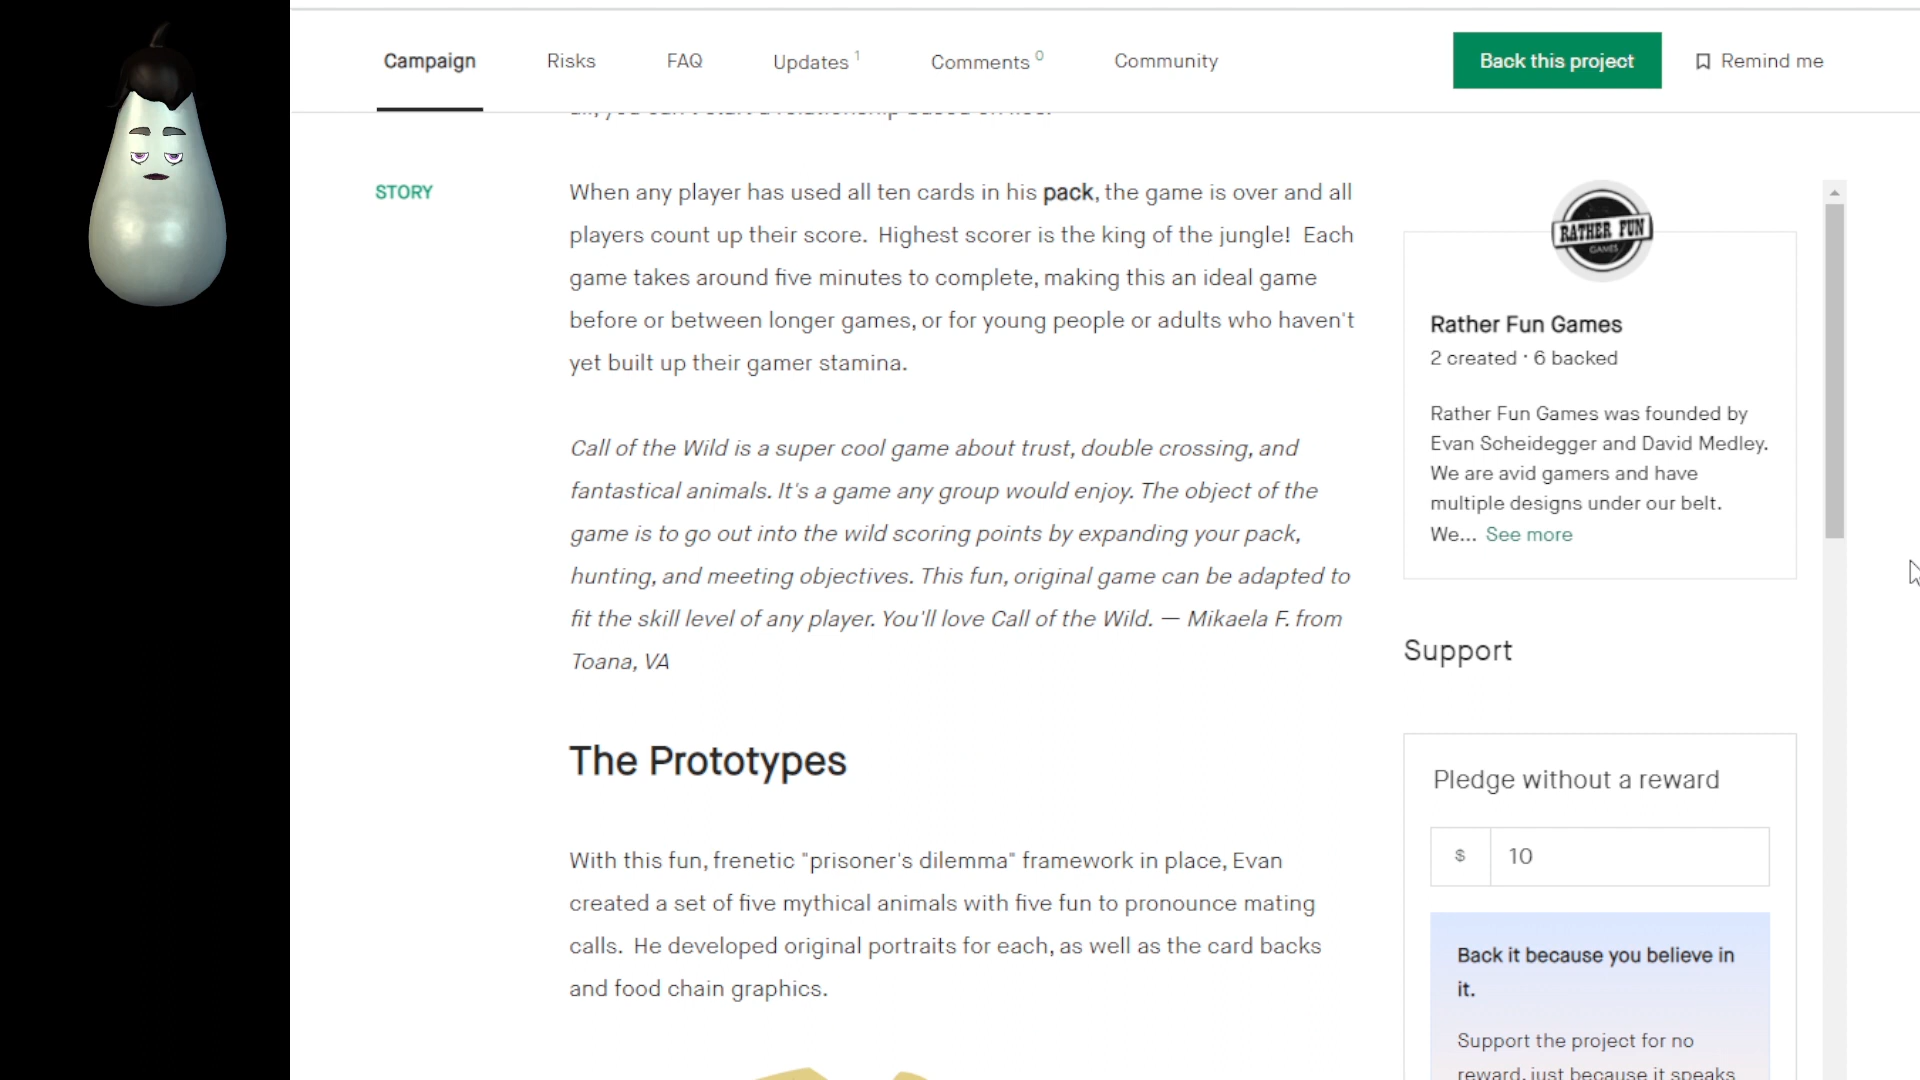 Campaign Risks FAQ Updates 1 Comments 0 Community Back this project Remind me
STORY
When any player has used all ten cards in his pack, the game is over and all
players count up their score. Highest scorer is the king of the jungle! Each
game takes around five minutes to complete, making this an ideal game
before or between longer games, or for young people or adults who haven't
yet built up their gamer stamina.
Call of the Wild is a super cool game about trust, double crossing, and
fantastical animals. It's a game any group would enjoy. The object of the
game is to go out into the wild scoring points by expanding your pack,
hunting, and meeting objectives. This fun, original game can be adapted to
fit the skill level of any player. You'll love Call of the Wild. — Mikaela F. from
Toana, VA
The Prototypes
With this fun, frenetic "prisoner's dilemma" framework in place, Evan
created a set of five mythical animals with five fun to pronounce mating
calls. He developed original portraits for each, as well as the card backs
and food chain graphics.
RATHER FUN
GAMES
Rather Fun Games
2 created · 6 backed
Rather Fun Games was founded by
Evan Scheidegger and David Medley.
We are avid gamers and have
multiple designs under our belt.
We... See more
Support
Pledge without a reward
$ 10
Back it because you believe in
it.
Support the project for no
reward, just because it speaks